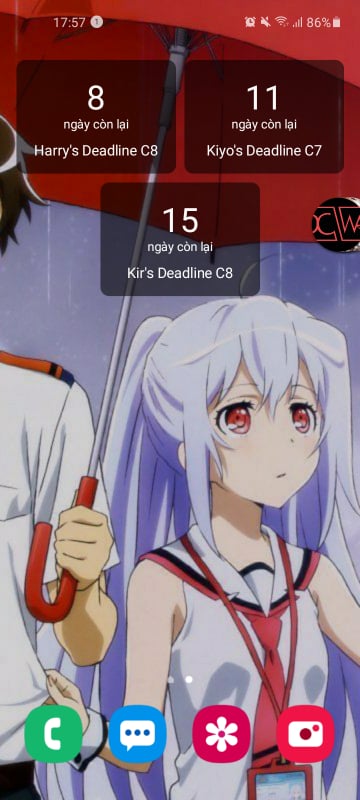 17:57 1 86%
8
ngày còn lại
Harry's Deadline C8
11
ngày còn lại
Kiyo's Deadline C7
15
ngày còn lại
Kir's Deadline C8
CW